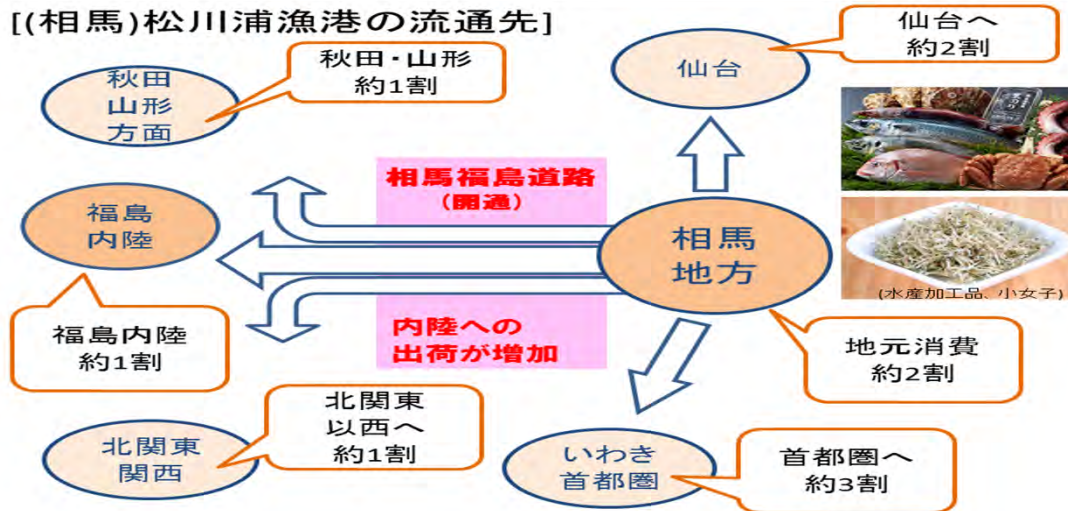 [(相馬)松川浦漁港の流通先]
秋田・山形
約1割
仙台へ
約2割
秋田
山形
方面
仙台
相馬福島道路
(開通)
福島
内陸
相馬
地方
(水産加工品、小女子)
福島内陸
約1割
内陸への
出荷が増加
地元消費
約2割
北関東
以西へ
約1割
北関東
関西
いわき
首都圏
首都圏へ
約3割